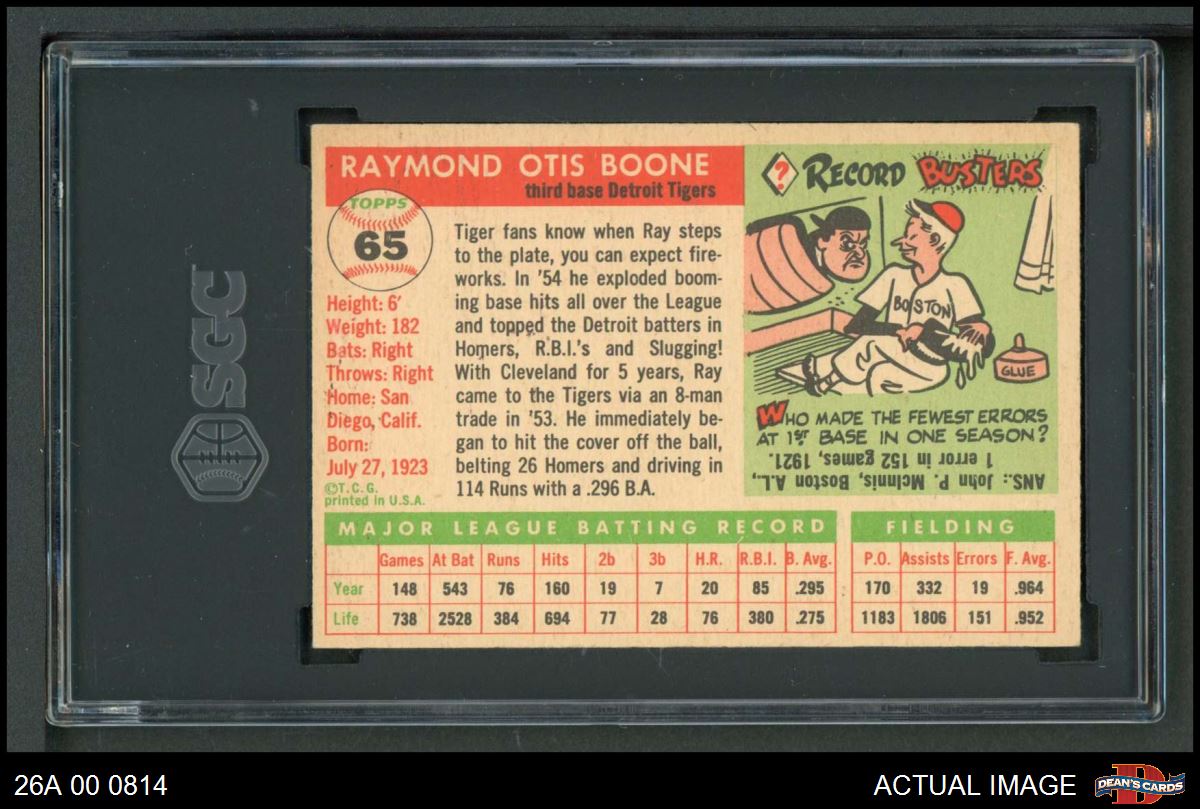 SGC
RAYMOND OTIS BOONE
third base Detroit Tigers
TOPPS
65
Height: 6'
Weight: 182
Bats: Right
Throws: Right
Home: San
Diego, Calif.
Born:
July 27, 1923
©T.C.G.
printed in U.S.A.
Tiger fans know when Ray steps
to the plate, you can expect fire-
works. In '54 he exploded boom-
ing base hits all over the League
and topped the Detroit batters in
Homers, R.B.I.'s and Slugging!
With Cleveland for 5 years, Ray
came to the Tigers via an 8-man
trade in '53. He immediately be-
gan to hit the cover off the ball,
belting 26 Homers and driving in
114 Runs with a .296 B.A.
? RECORD BUSTERS
BOSTON
GLUE
WHO MADE THE FEWEST ERRORS
AT 1ST BASE IN ONE SEASON?
ANS.: John P. McInnis, Boston A.L.,
1 error in 152 games, 1921.
MAJOR LEAGUE BATTING RECORD
Games At Bat Runs Hits 2b 3b H.R. R.B.I. B. Avg.
Year 148 543 76 160 19 7 20 85 .295
Life 738 2528 384 694 77 28 76 380 .275
FIELDING
P.O. Assists Errors F. Avg.
170 332 19 .964
1183 1806 151 .952
26A 00 0814
ACTUAL IMAGE
D
DEAN'S CARDS